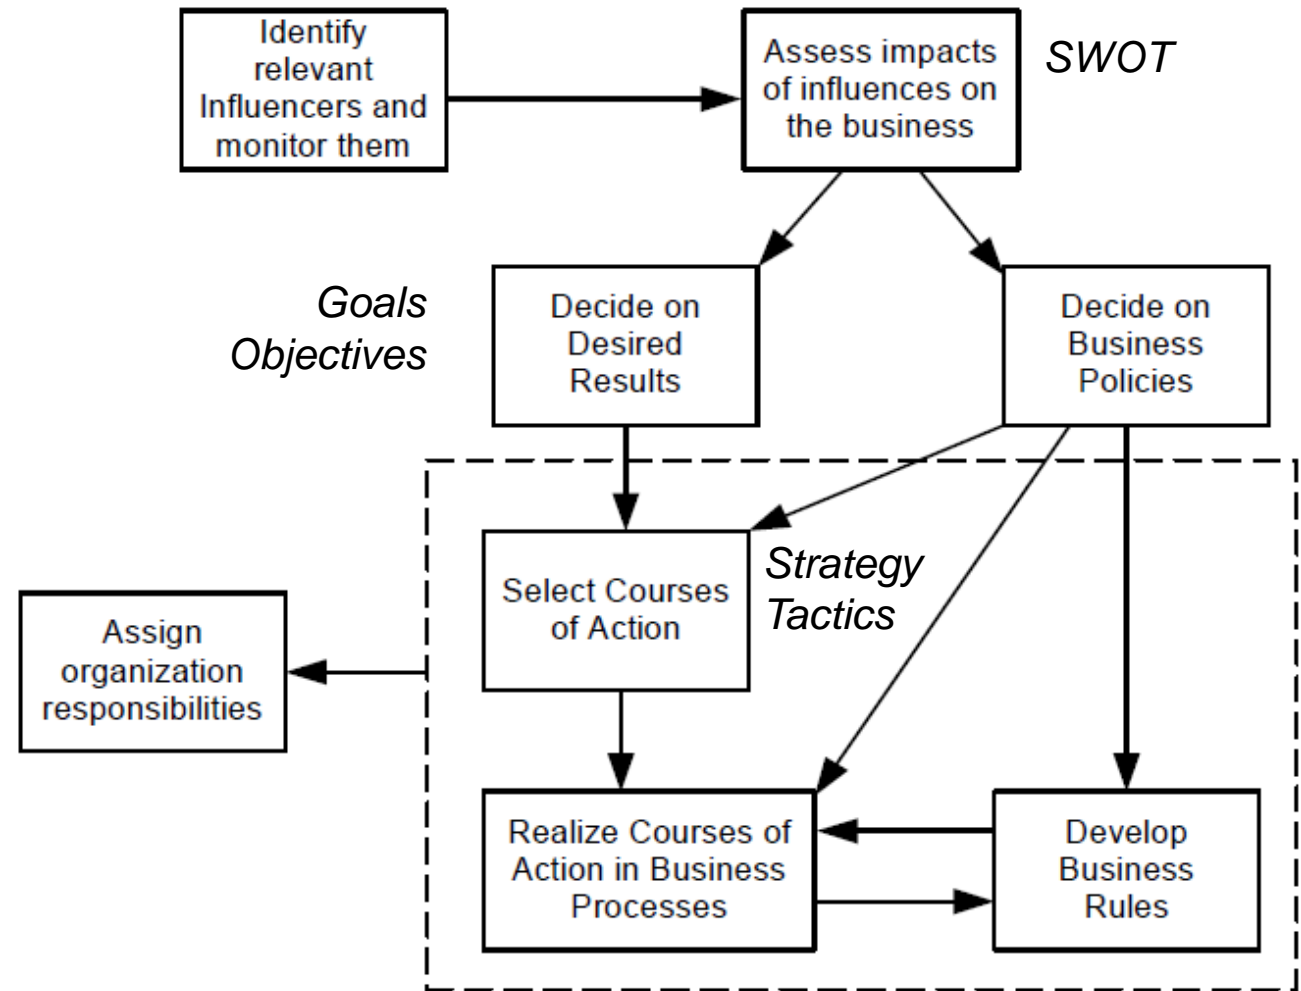 Identify
relevant
Influencers and
monitor them
Assess impacts
of influences on
the business
SWOT
Goals
Objectives
Decide on
Desired
Results
Decide on
Business
Policies
Select Courses
of Action
Strategy
Tactics
Assign
organization
responsibilities
Realize Courses of
Action in Business
Processes
Develop
Business
Rules